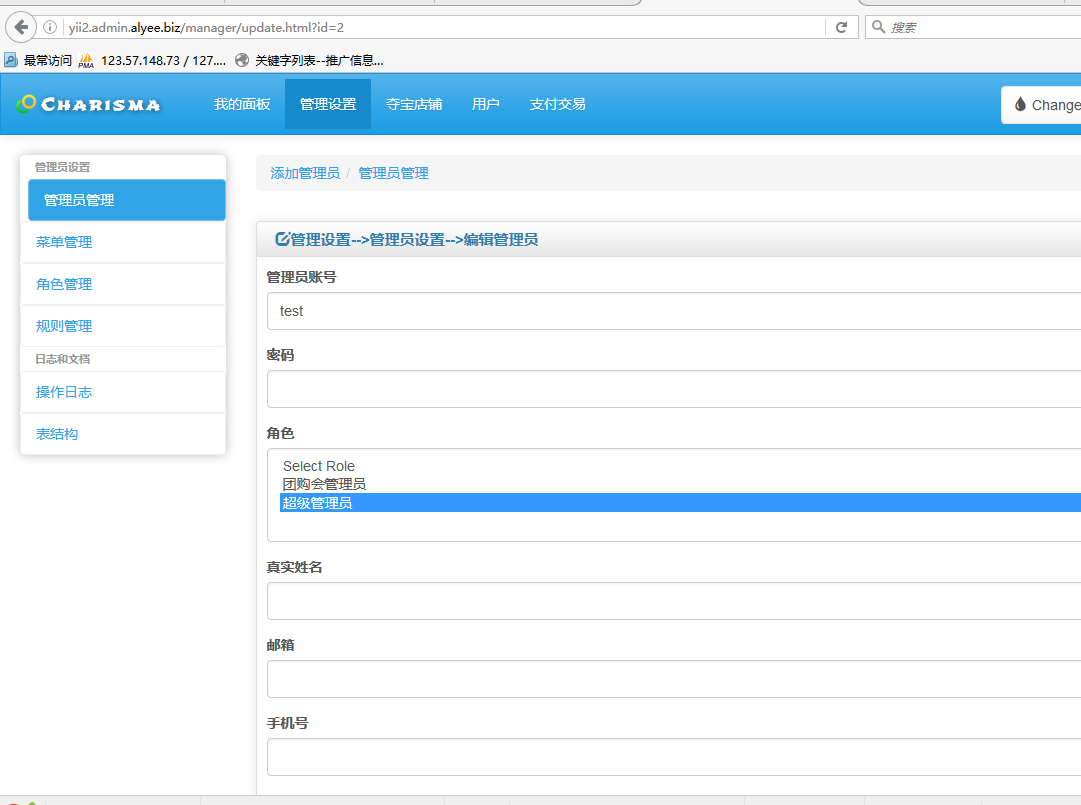 yii2.admin.alyee.biz/manager/update.html?id=2
搜索
最常访问 PMA 123.57.148.73 / 127.... 关键字列表--推广信息...
CHARISMA 我的面板 管理设置 夺宝店铺 用户 支付交易 Change
管理员设置
管理员管理
菜单管理
角色管理
规则管理
日志和文档
操作日志
表结构
添加管理员 / 管理员管理
管理设置-->管理员设置-->编辑管理员
管理员账号
test
密码
角色
Select Role
团购会管理员
超级管理员
真实姓名
邮箱
手机号